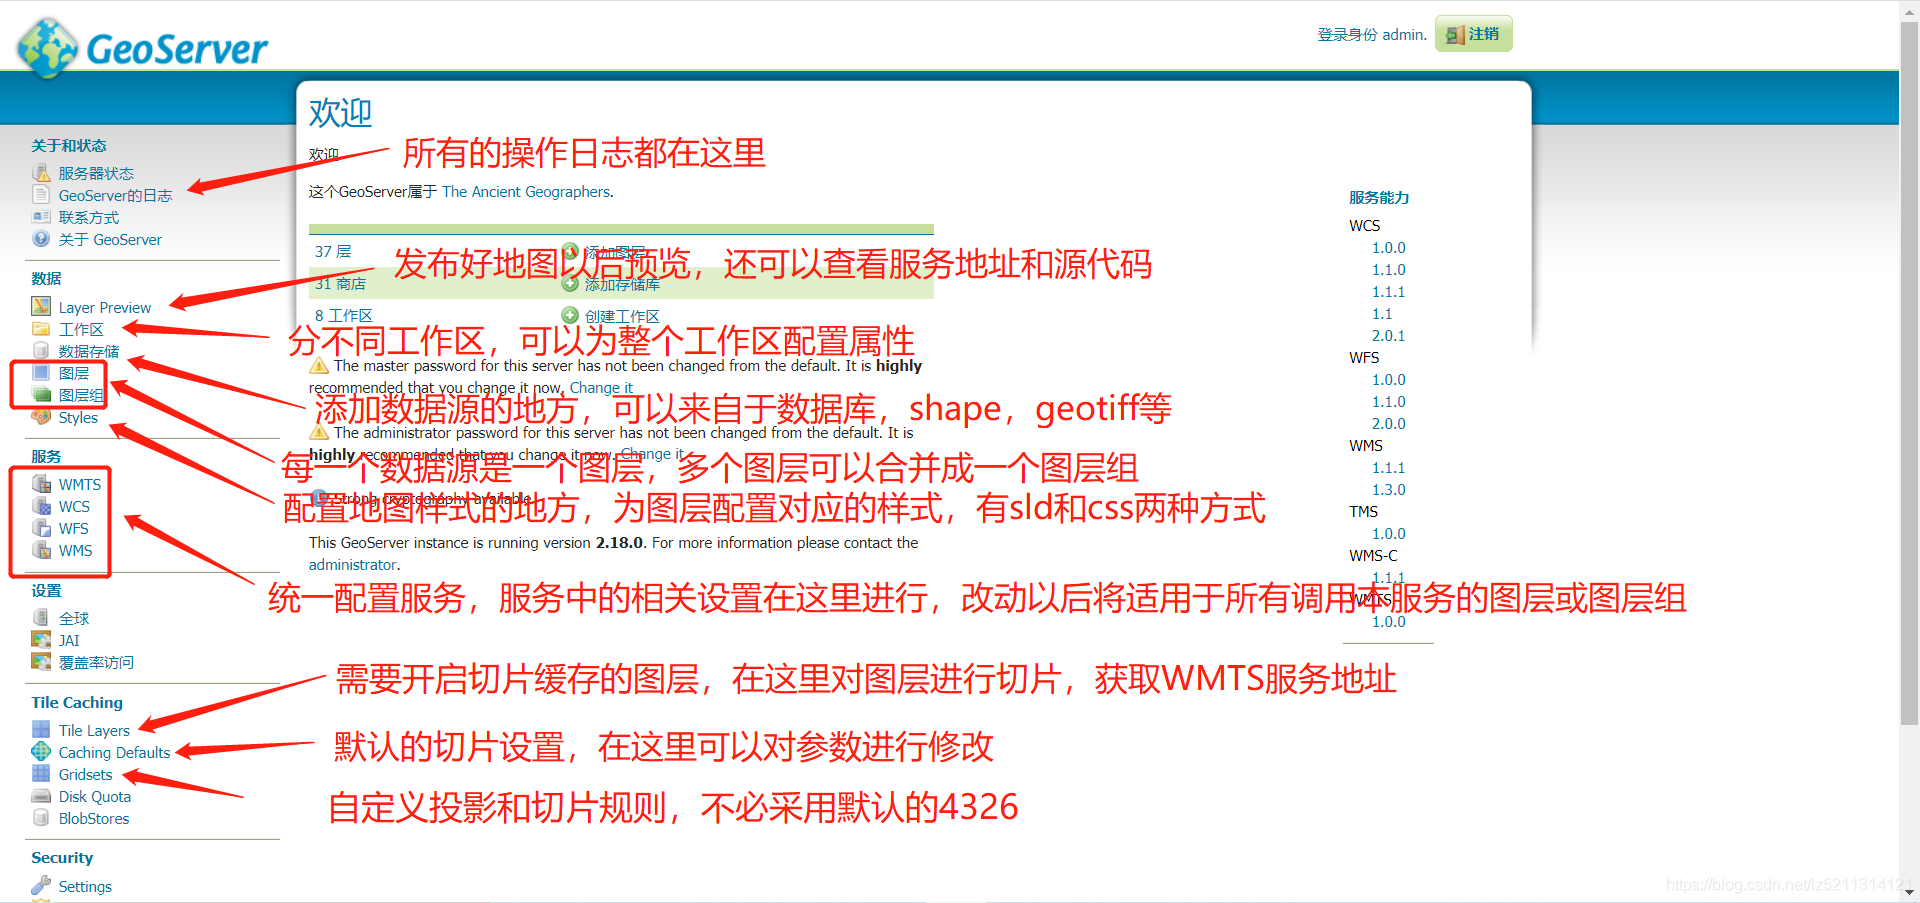 GeoServer
登录身份 admin.
注销
欢迎
欢迎
这个GeoServer属于 The Ancient Geographers.
关于和状态
服务器状态
GeoServer的日志
联系方式
关于 GeoServer
数据
Layer Preview
工作区
数据存储
图层
图层组
Styles
服务
WMTS
WCS
WFS
WMS
设置
全球
JAI
覆盖率访问
Tile Caching
Tile Layers
Caching Defaults
Gridsets
Disk Quota
BlobStores
Security
Settings
所有的操作日志都在这里
37 层
添加图层
发布好地图以后预览，还可以查看服务地址和源代码
31 商店
添加存储库
8 工作区
创建工作区
分不同工作区，可以为整个工作区配置属性
The master password for this server has not been changed from the default. It is highly
recommended that you change it now. Change it
添加数据源的地方，可以来自于数据库，shape，geotiff等
The administrator password for this server has not been changed from the default. It is
highly recommended that you change it now. Change it
每一个数据源是一个图层，多个图层可以合并成一个图层组
Strong cryptography available
配置地图样式的地方，为图层配置对应的样式，有sld和css两种方式
This GeoServer instance is running version 2.18.0. For more information please contact the
administrator.
统一配置服务，服务中的相关设置在这里进行，改动以后将适用于所有调用本服务的图层或图层组
需要开启切片缓存的图层，在这里对图层进行切片，获取WMTS服务地址
默认的切片设置，在这里可以对参数进行修改
自定义投影和切片规则，不必采用默认的4326
服务能力
WCS
1.0.0
1.1.0
1.1.1
1.1
2.0.1
WFS
1.0.0
1.1.0
2.0.0
WMS
1.1.1
1.3.0
TMS
1.0.0
WMS-C
1.1.1
WMTS
1.0.0